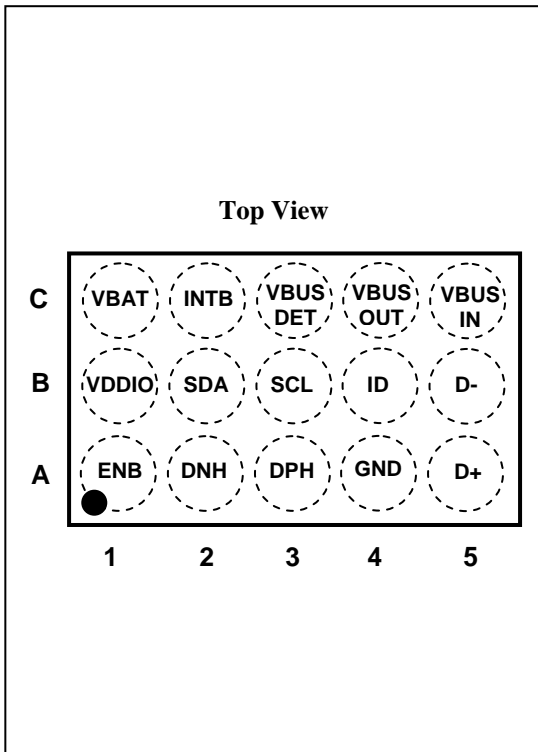 Top View
C VBAT INTB VBUS DET VBUS OUT VBUS IN
B VDDIO SDA SCL ID D-
A ENB DNH DPH GND D+
1 2 3 4 5